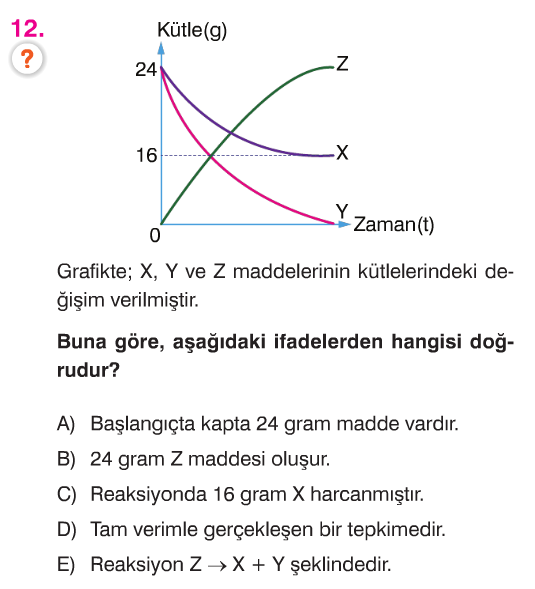 12.
?
Kütle(g)
24
Z
16
X
Y
0
Zaman(t)
Grafikte; X, Y ve Z maddelerinin kütlelerindeki de-
ğişim verilmiştir.
Buna göre, aşağıdaki ifadelerden hangisi doğ-
rudur?
A) Başlangıçta kapta 24 gram madde vardır.
B) 24 gram Z maddesi oluşur.
C) Reaksiyonda 16 gram X harcanmıştır.
D) Tam verimle gerçekleşen bir tepkimedir.
E) Reaksiyon Z → X + Y şeklindedir.